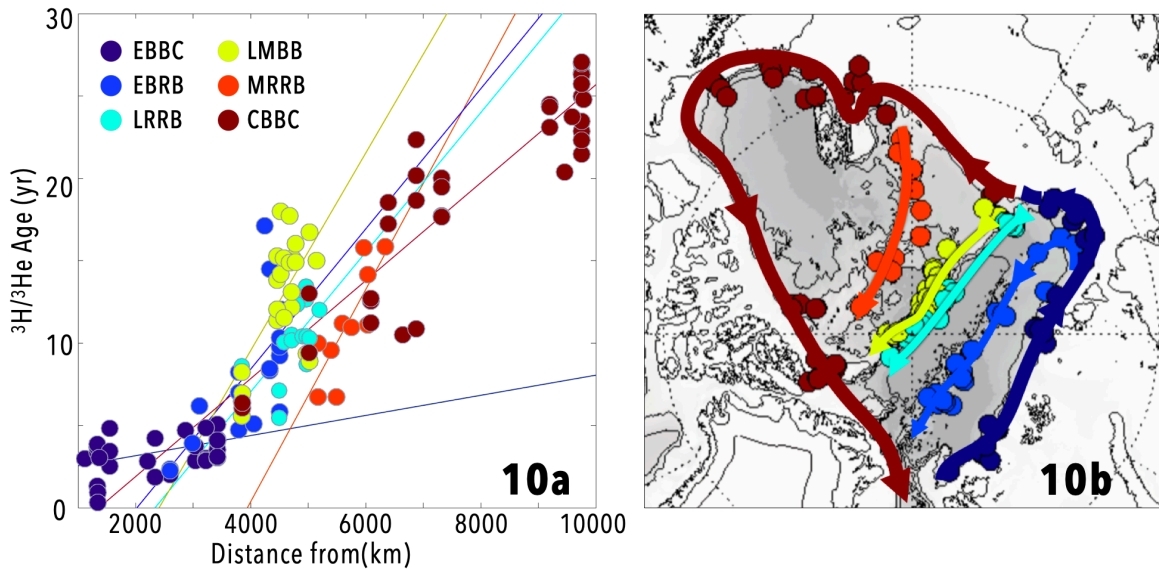 30
20
10
0
³H/³He Age (yr)
EBBC
EBRB
LRRB
LMBB
MRRB
CBBC
10a
2000
4000
6000
8000
10000
Distance from(km)
10b